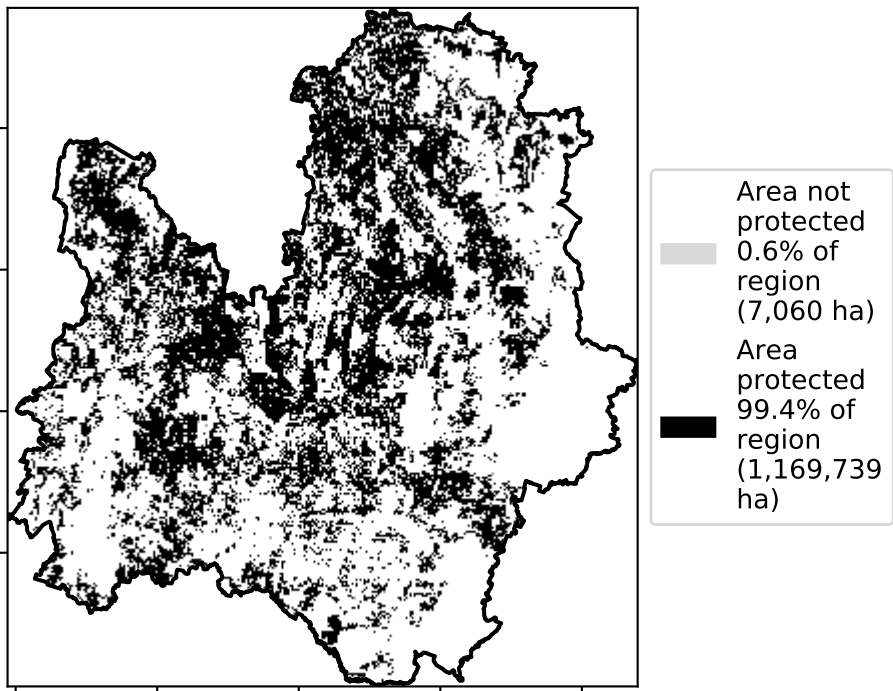 Area not
protected
0.6% of
region
(7,060 ha)
Area
protected
99.4% of
region
(1,169,739
ha)